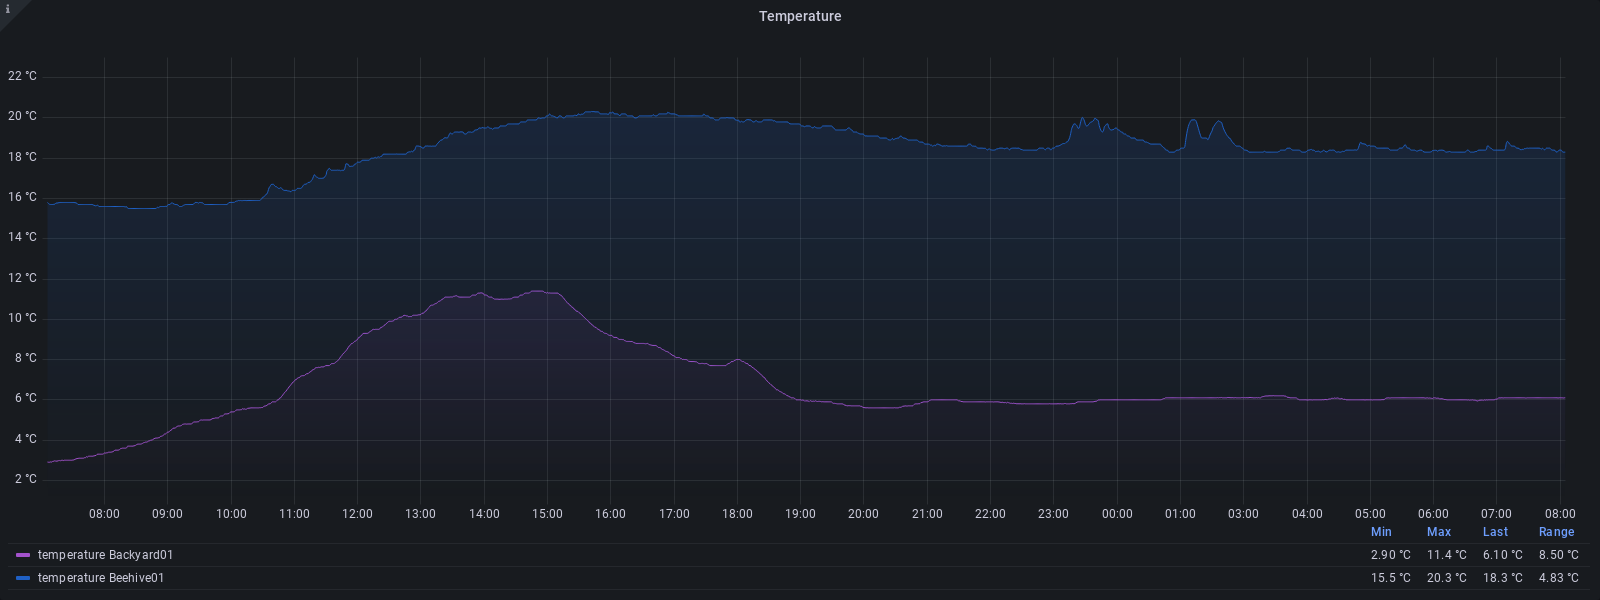 i
Temperature
22 °C
20 °C
18 °C
16 °C
14 °C
12 °C
10 °C
8 °C
6 °C
4 °C
2 °C
08:00 09:00 10:00 11:00 12:00 13:00 14:00 15:00 16:00 17:00 18:00 19:00 20:00 21:00 22:00 23:00 00:00 01:00 03:00 04:00 05:00 06:00 07:00 08:00
Min Max Last Range
temperature Backyard01 2.90 °C 11.4 °C 6.10 °C 8.50 °C
temperature Beehive01 15.5 °C 20.3 °C 18.3 °C 4.83 °C